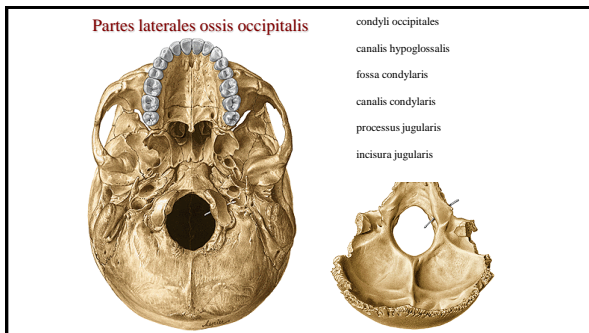 Partes laterales ossis occipitalis
condyli occipitales
canalis hypoglossalis
fossa condylaris
canalis condylaris
processus jugularis
incisura jugularis